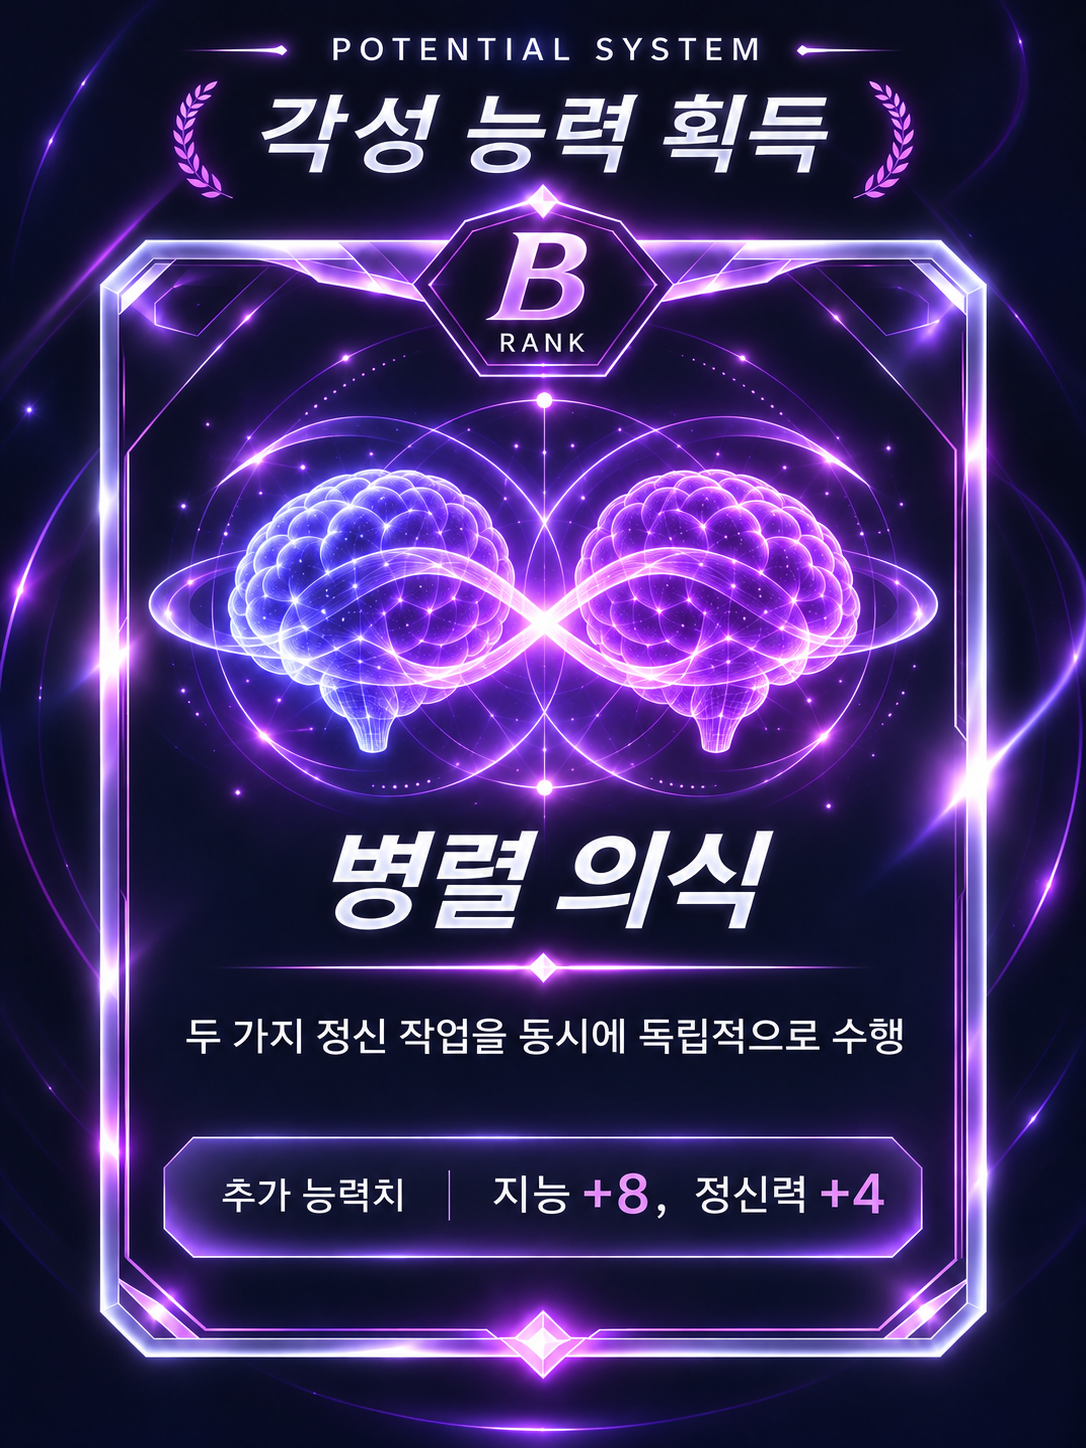 POTENTIAL SYSTEM
각성 능력 획득
B
RANK
병렬 의식
두 가지 정신 작업을 동시에 독립적으로 수행
추가 능력치 지능 +8, 정신력 +4